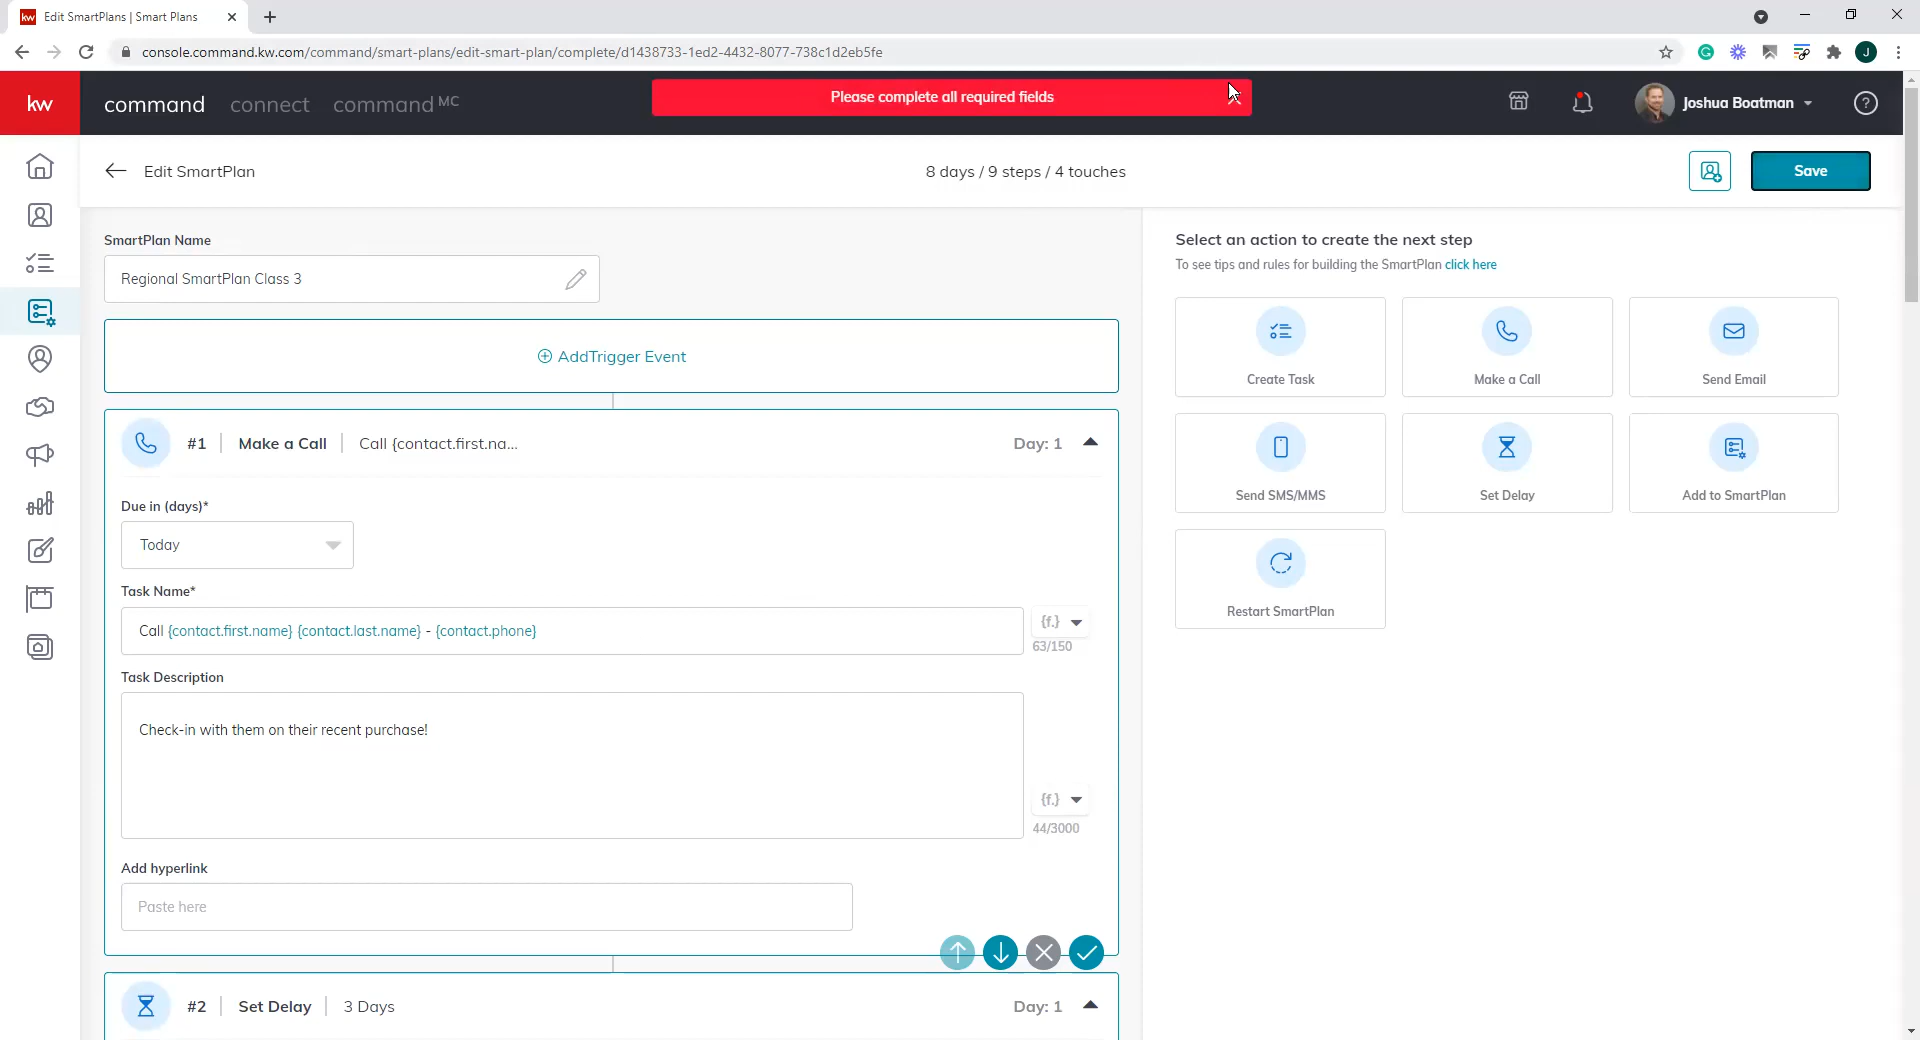 kw Edit SmartPlans | Smart Plans
console.command.kw.com/command/smart-plans/edit-smart-plan/complete/d1438733-1ed2-4432-8077-738c1d2eb5fe
G
J
kw
command connect command MC
Please complete all required fields
Joshua Boatman
?
Edit SmartPlan
8 days / 9 steps / 4 touches
Save
SmartPlan Name
Regional SmartPlan Class 3
AddTrigger Event
#1 | Make a Call | Call {contact.first.na...
Day: 1
Due in (days)*
Today
Task Name*
Call {contact.first.name} {contact.last.name} - {contact.phone}
{f.}
63/150
Task Description
Check-in with them on their recent purchase!
{f.}
44/3000
Add hyperlink
Paste here
#2 | Set Delay | 3 Days
Day: 1
Select an action to create the next step
To see tips and rules for building the SmartPlan click here
Create Task
Make a Call
Send Email
Send SMS/MMS
Set Delay
Add to SmartPlan
Restart SmartPlan